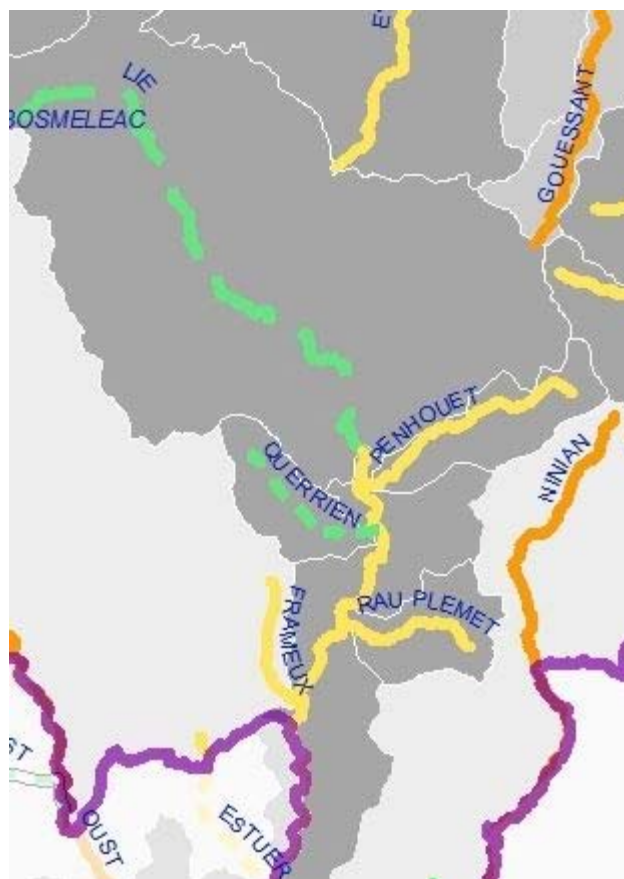 LIE
BOSMELEAC
GOUESSANT
PENHOUET
QUERRIEN
NINIAN
FRAMEUX
RAU PLEMET
OUST
ESTUER